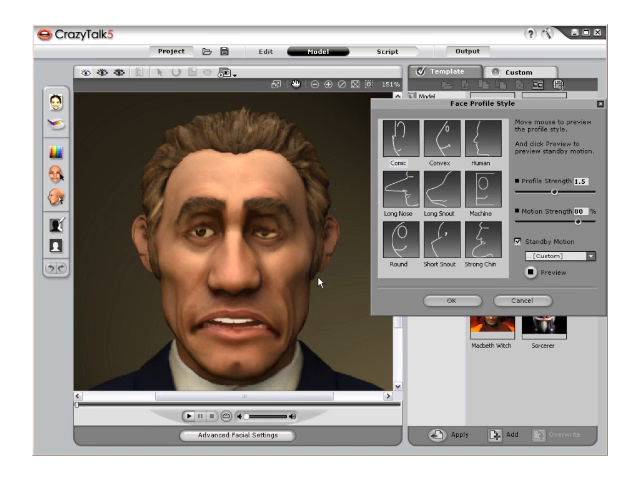 CrazyTalk5
Project Edit Model Script Output
151%
Template Custom
Model
Face Profile Style
Comic Convex Human
Long Nose Long Snout Machine
Round Short Snout Strong Chin
Move mouse to preview
the profile style.
And click Preview to
preview standby motion.
Profile Strength 1.5
Motion Strength 80 %
Standby Motion
.. [Custom]
Preview
OK Cancel
Macbeth Witch Sorcerer
Advanced Facial Settings
Apply Add Overwrite